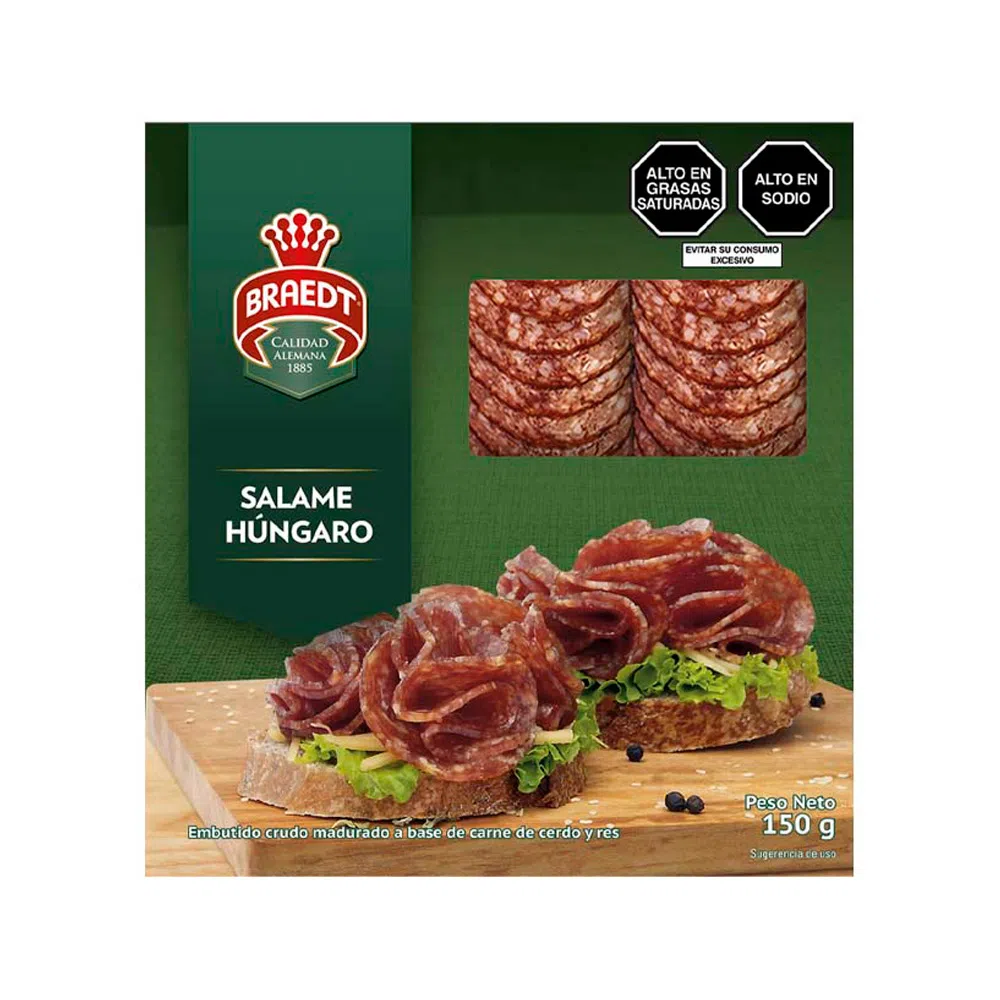 BRAEDT
CALIDAD
ALEMANA
1885
SALAME
HÚNGARO
ALTO EN
GRASAS
SATURADAS
ALTO EN
SODIO
EVITAR SU CONSUMO
EXCESIVO
Embutido crudo madurado a base de carne de cerdo y res
Peso Neto
150 g
Sugerencia de uso